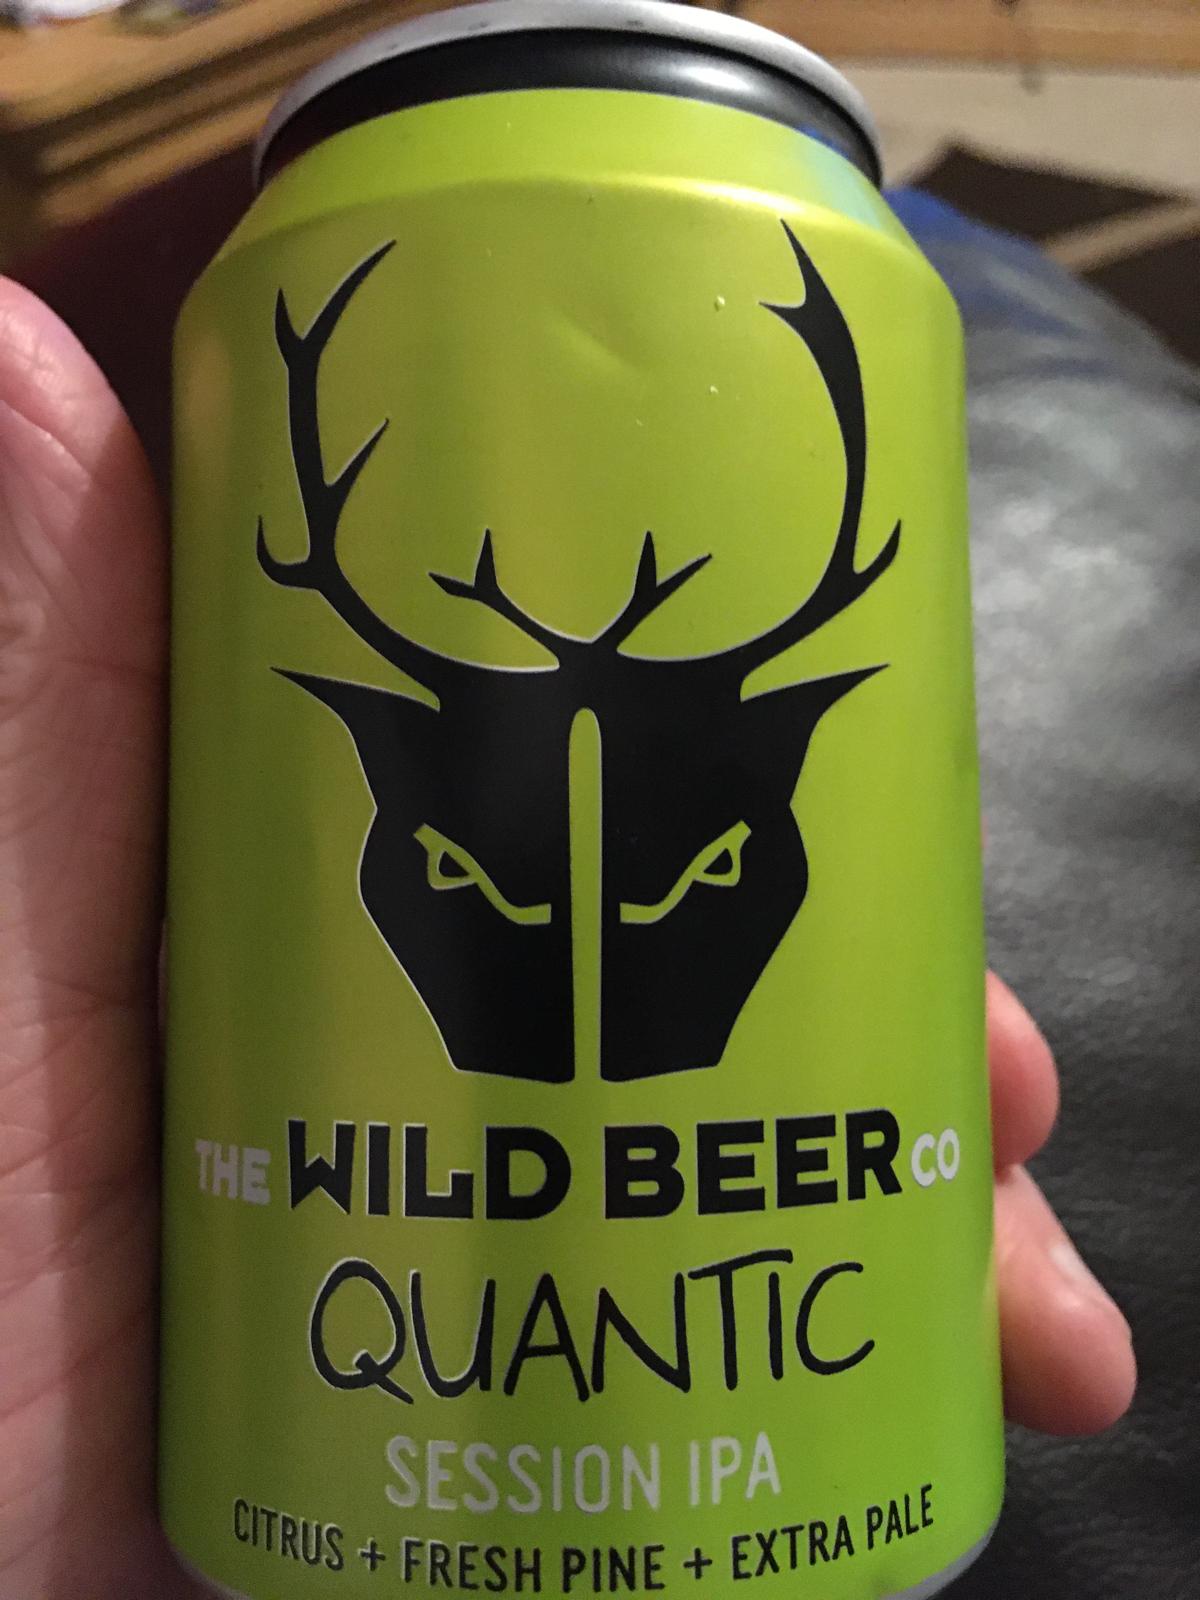 THE WILD BEER CO
QUANTIC
SESSION IPA
CITRUS + FRESH PINE + EXTRA PALE